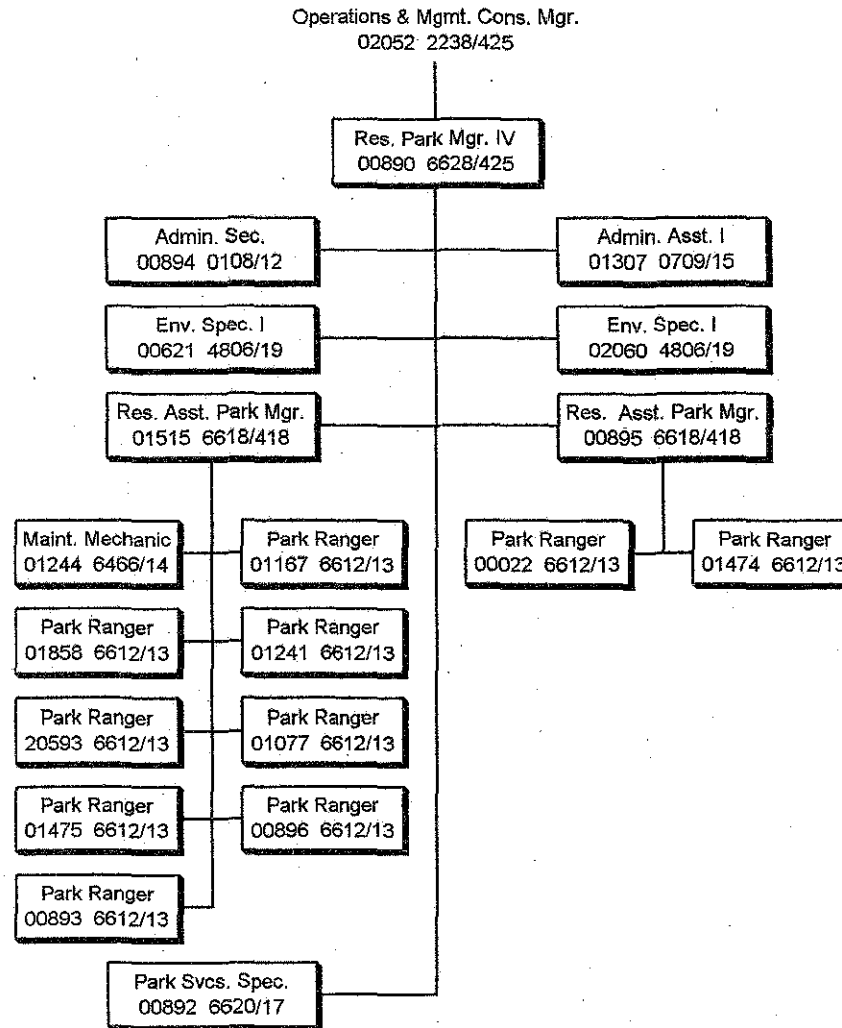 Operations & Mgmt. Cons. Mgr.
02052 2238/425
Res. Park Mgr. IV
00890 6628/425
Admin. Sec.
00894 0108/12
Admin. Asst. I
01307 0709/15
Env. Spec. I
00621 4806/19
Env. Spec. I
02060 4806/19
Res. Asst. Park Mgr.
01515 6618/418
Res. Asst. Park Mgr.
00895 6618/418
Maint. Mechanic
01244 6466/14
Park Ranger
01167 6612/13
Park Ranger
00022 6612/13
Park Ranger
01474 6612/13
Park Ranger
01858 6612/13
Park Ranger
01241 6612/13
Park Ranger
20593 6612/13
Park Ranger
01077 6612/13
Park Ranger
01475 6612/13
Park Ranger
00896 6612/13
Park Ranger
00893 6612/13
Park Svcs. Spec.
00892 6620/17